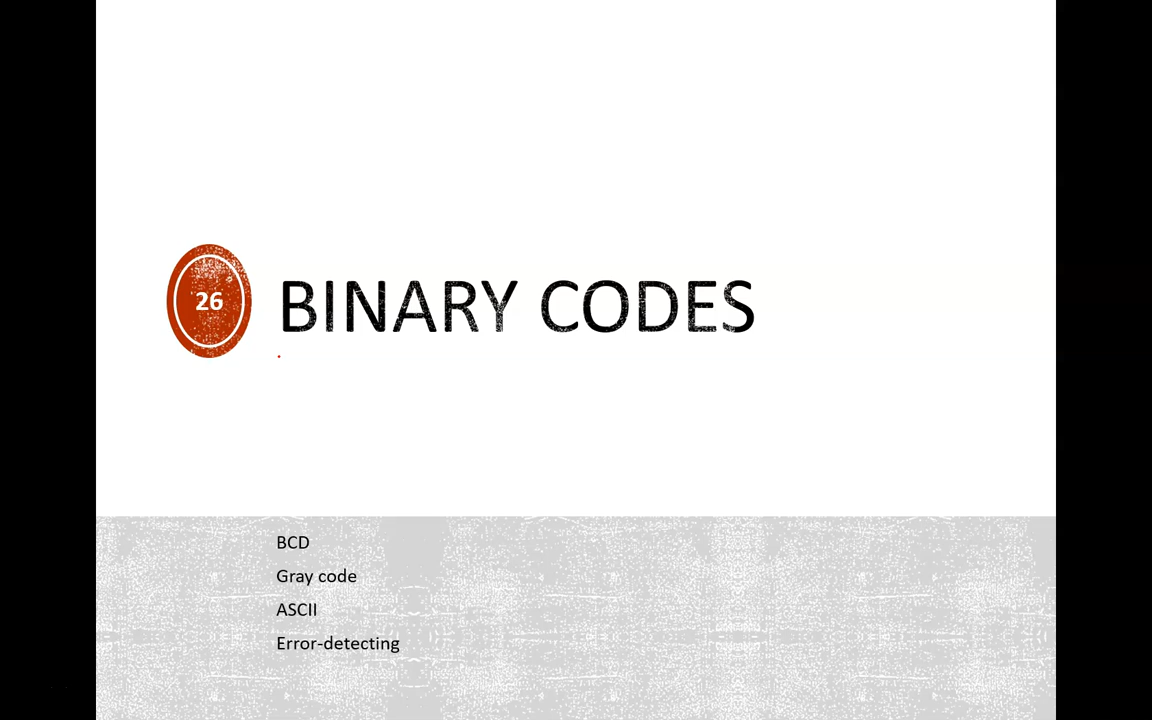 26
BINARY CODES
BCD
Gray code
ASCII
Error-detecting